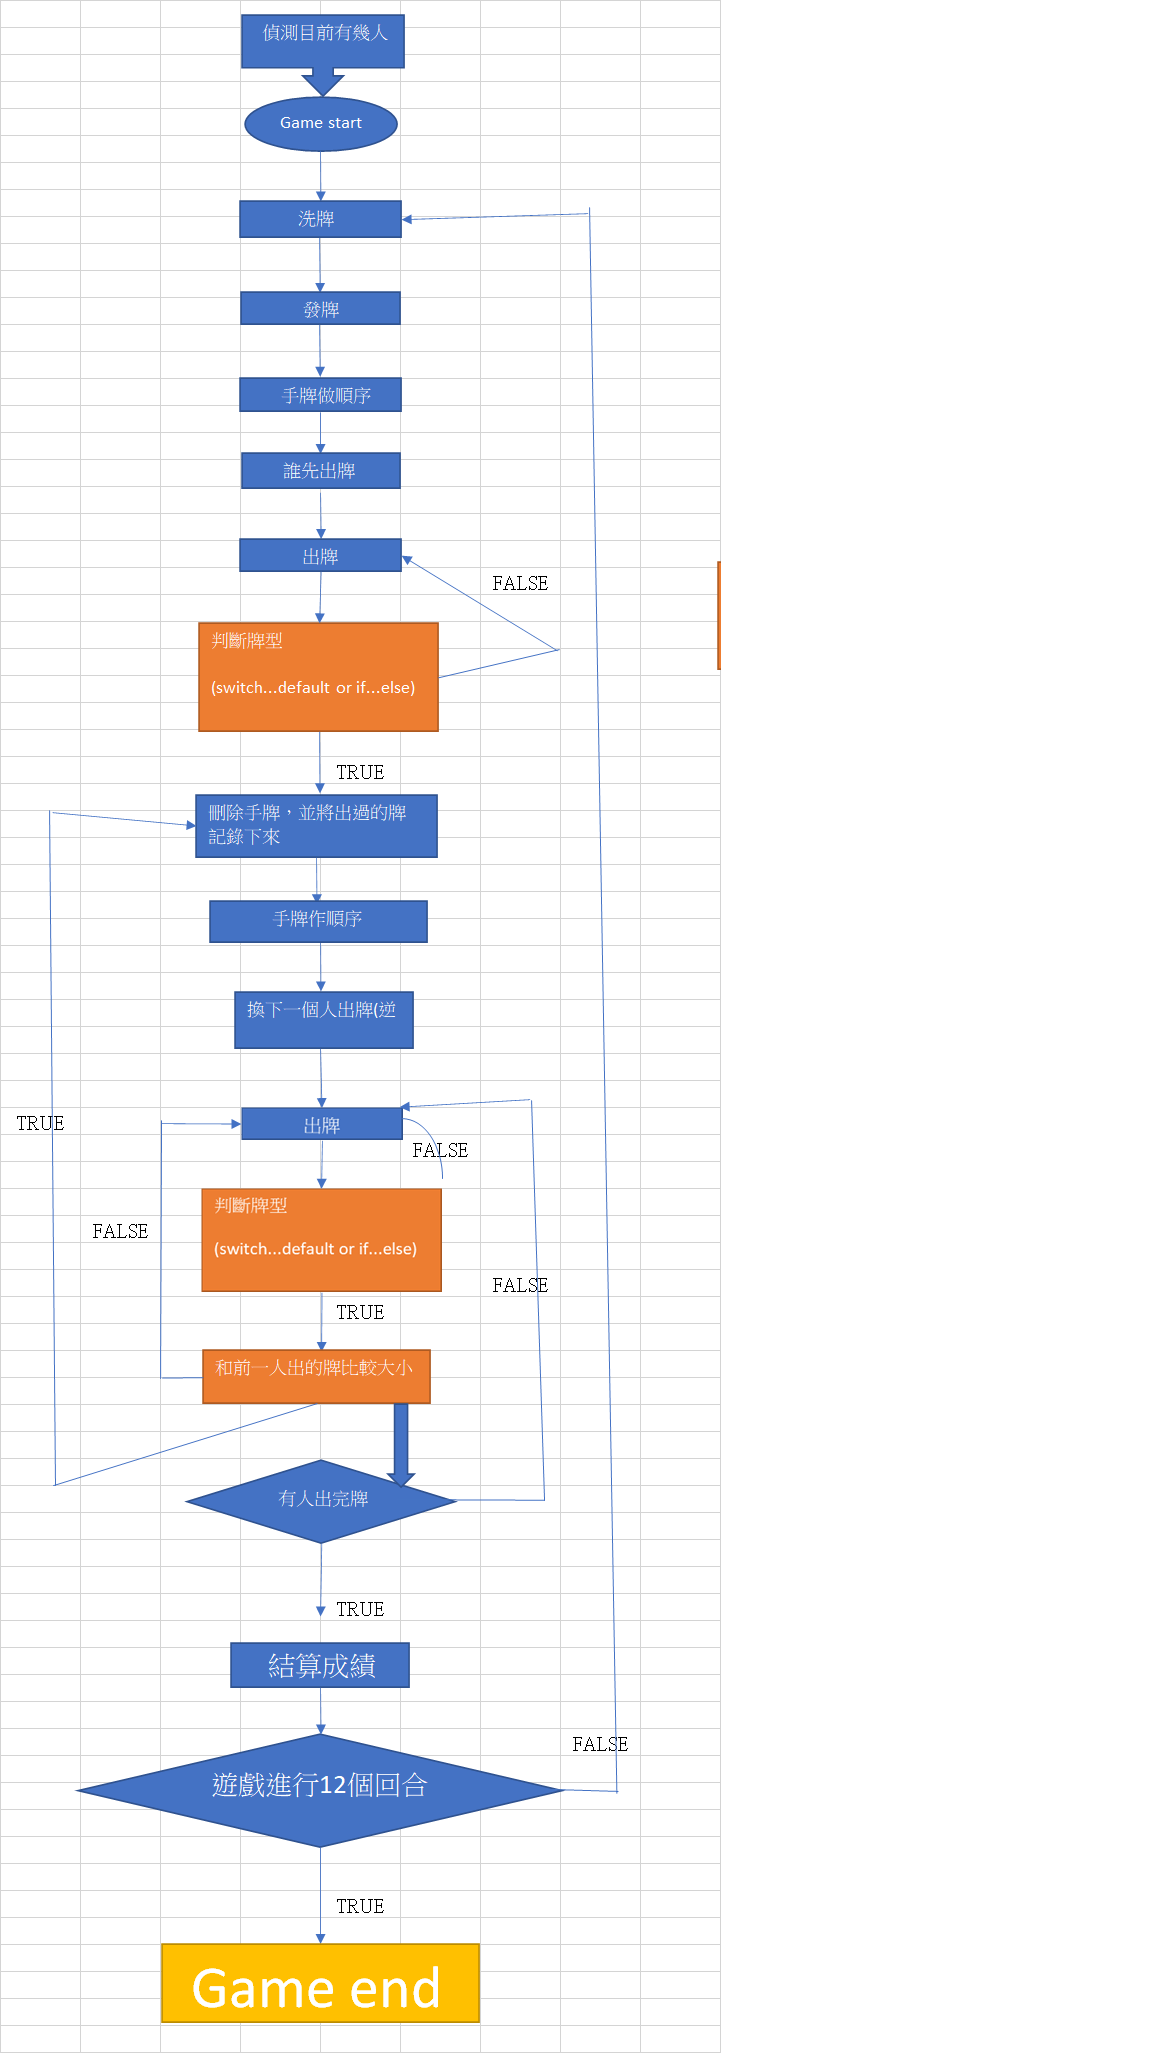 偵測目前有幾人
Game start
洗牌
發牌
手牌做順序
誰先出牌
出牌
FALSE
判斷牌型
(switch...default or if...else)
TRUE
刪除手牌，並將出過的牌
記錄下來
手牌作順序
換下一個人出牌(逆
TRUE
出牌
FALSE
判斷牌型
FALSE
(switch...default or if...else)
FALSE
TRUE
和前一人出的牌比較大小
有人出完牌
TRUE
結算成績
FALSE
遊戲進行12個回合
TRUE
Game end